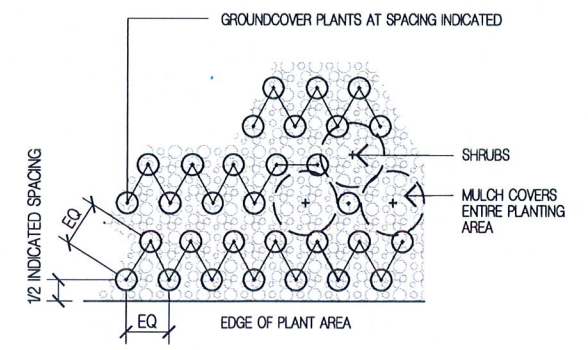 GROUNDCOVER PLANTS AT SPACING INDICATED
SHRUBS
MULCH COVERS
ENTIRE PLANTING
AREA
1/2 INDICATED SPACING
EQ
EQ
EDGE OF PLANT AREA